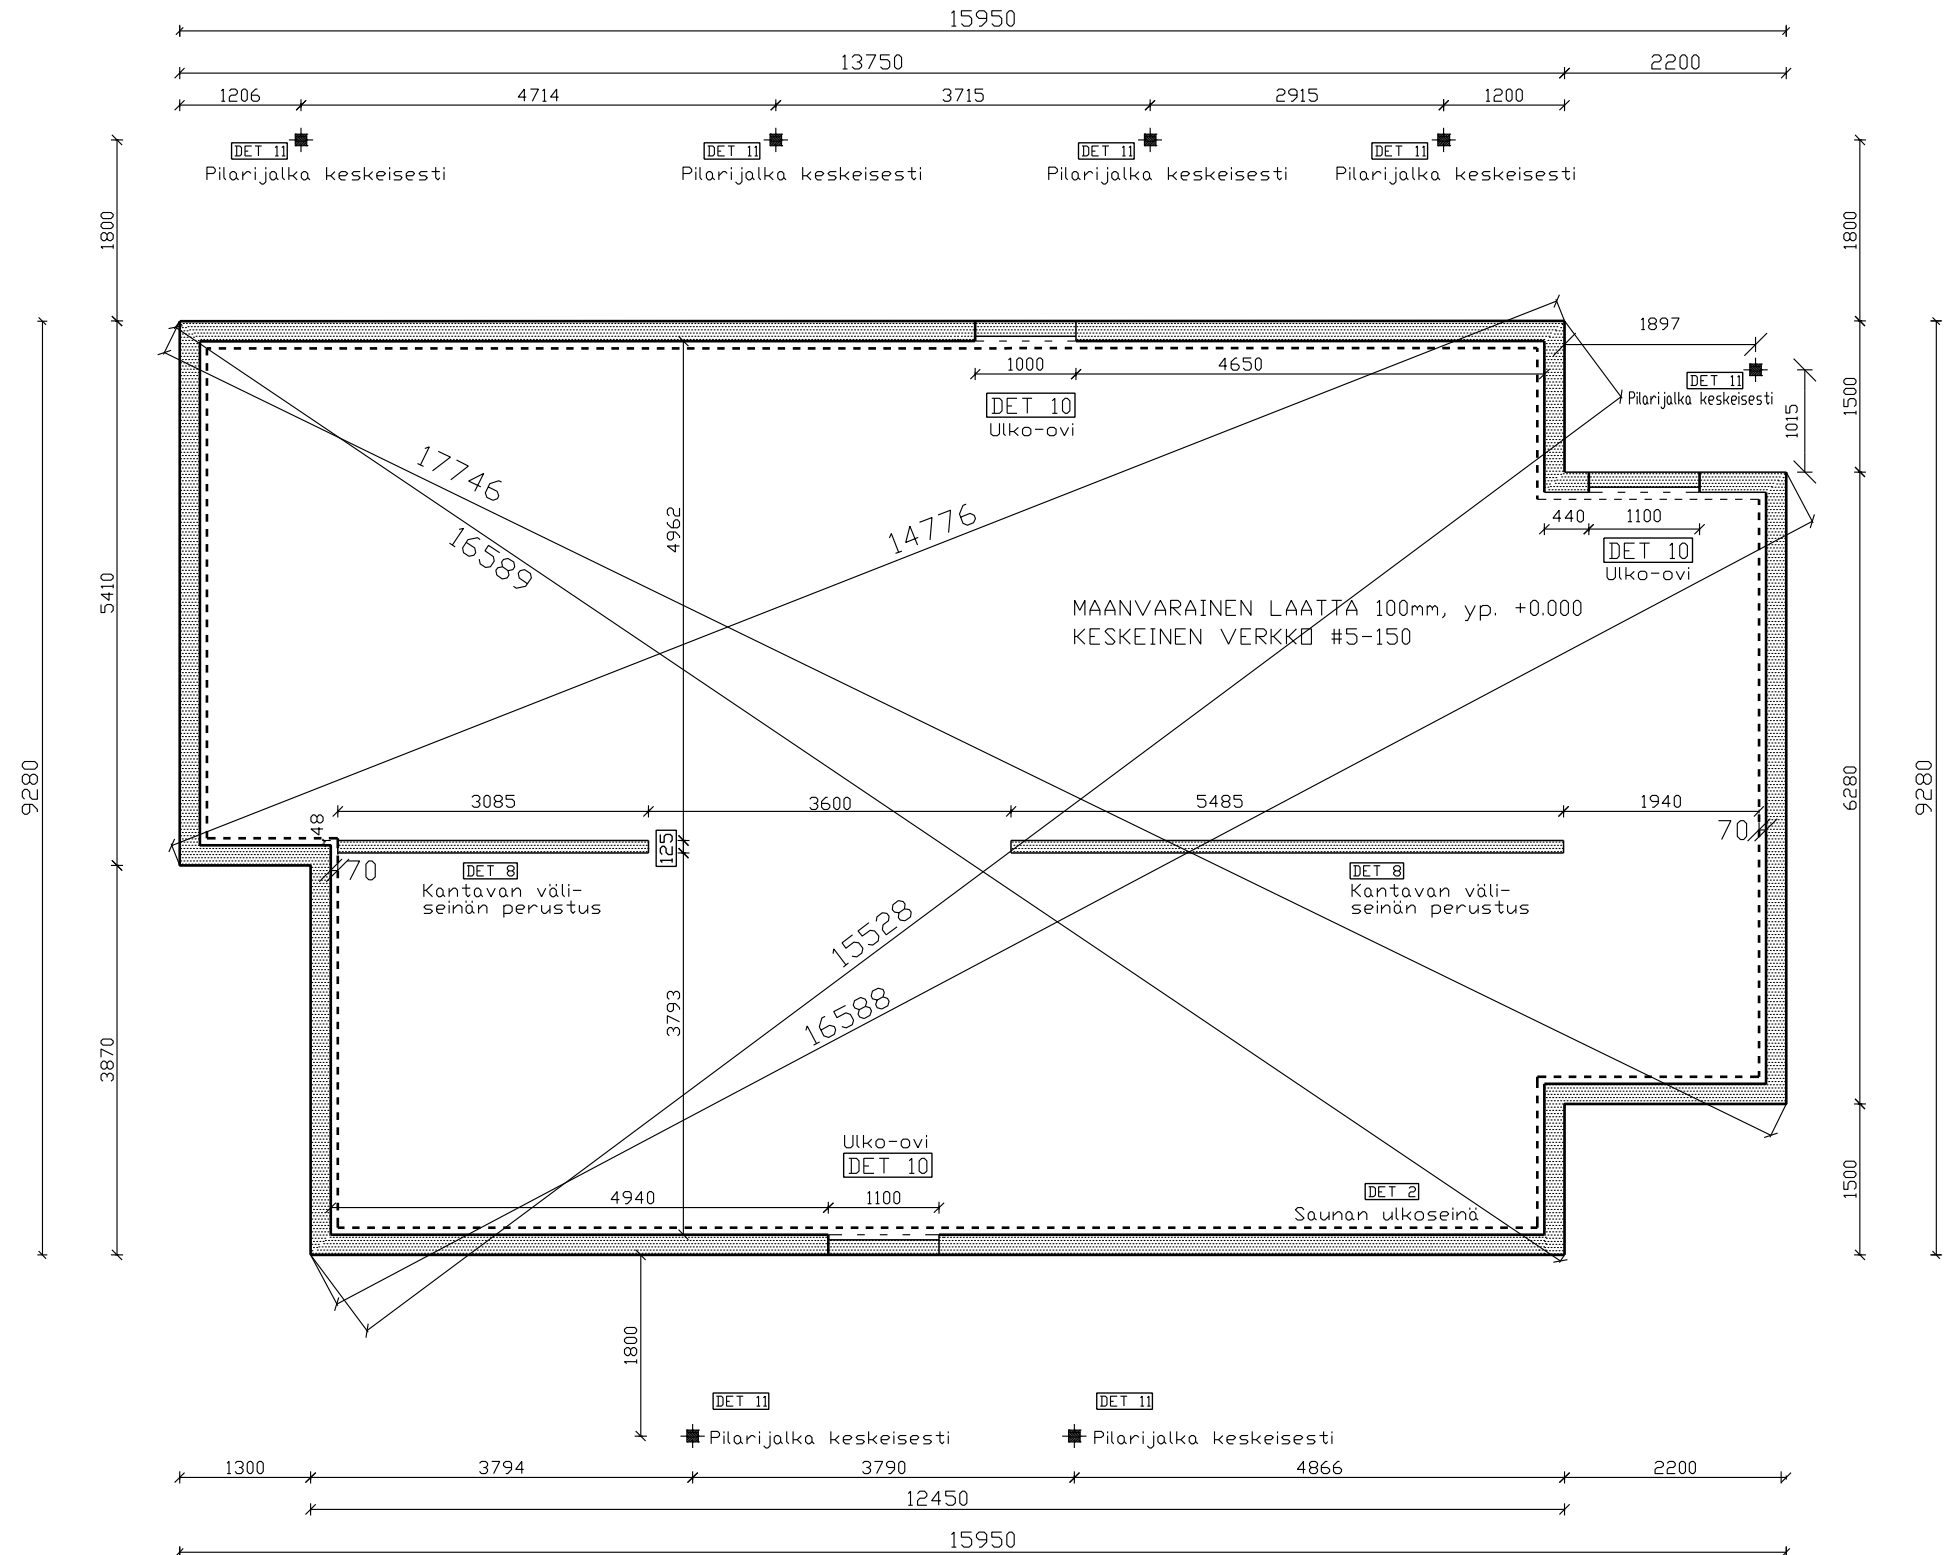 15950
13750 2200
1206 4714 3715 2915 1200
DET 11 DET 11 DET 11 DET 11
Pilarijalka keskeisesti Pilarijalka keskeisesti Pilarijalka keskeisesti Pilarijalka keskeisesti
1800 1800
1897
1000 4650
DET 11
Pilarijalka keskeisesti
1500
1015
DET 10
Ulko-ovi
17746
14776
16589
4962
440 1100
DET 10
Ulko-ovi
5410
MAANVARAINEN LAATTA 100mm, yp. +0.000
KESKEINEN VERKKO #5-150
9280 6280 9280
3085 3600 5485 1940
48
125
70
70
DET 8
Kantavan väli-
seinän perustus
DET 8
Kantavan väli-
seinän perustus
15528
16588
3793
3870
Ulko-ovi
DET 10
1500
4940 1100
DET 2
Saunan ulkoseinä
1800
DET 11 DET 11
Pilarijalka keskeisesti Pilarijalka keskeisesti
1300 3794 3790 4866 2200
12450
15950